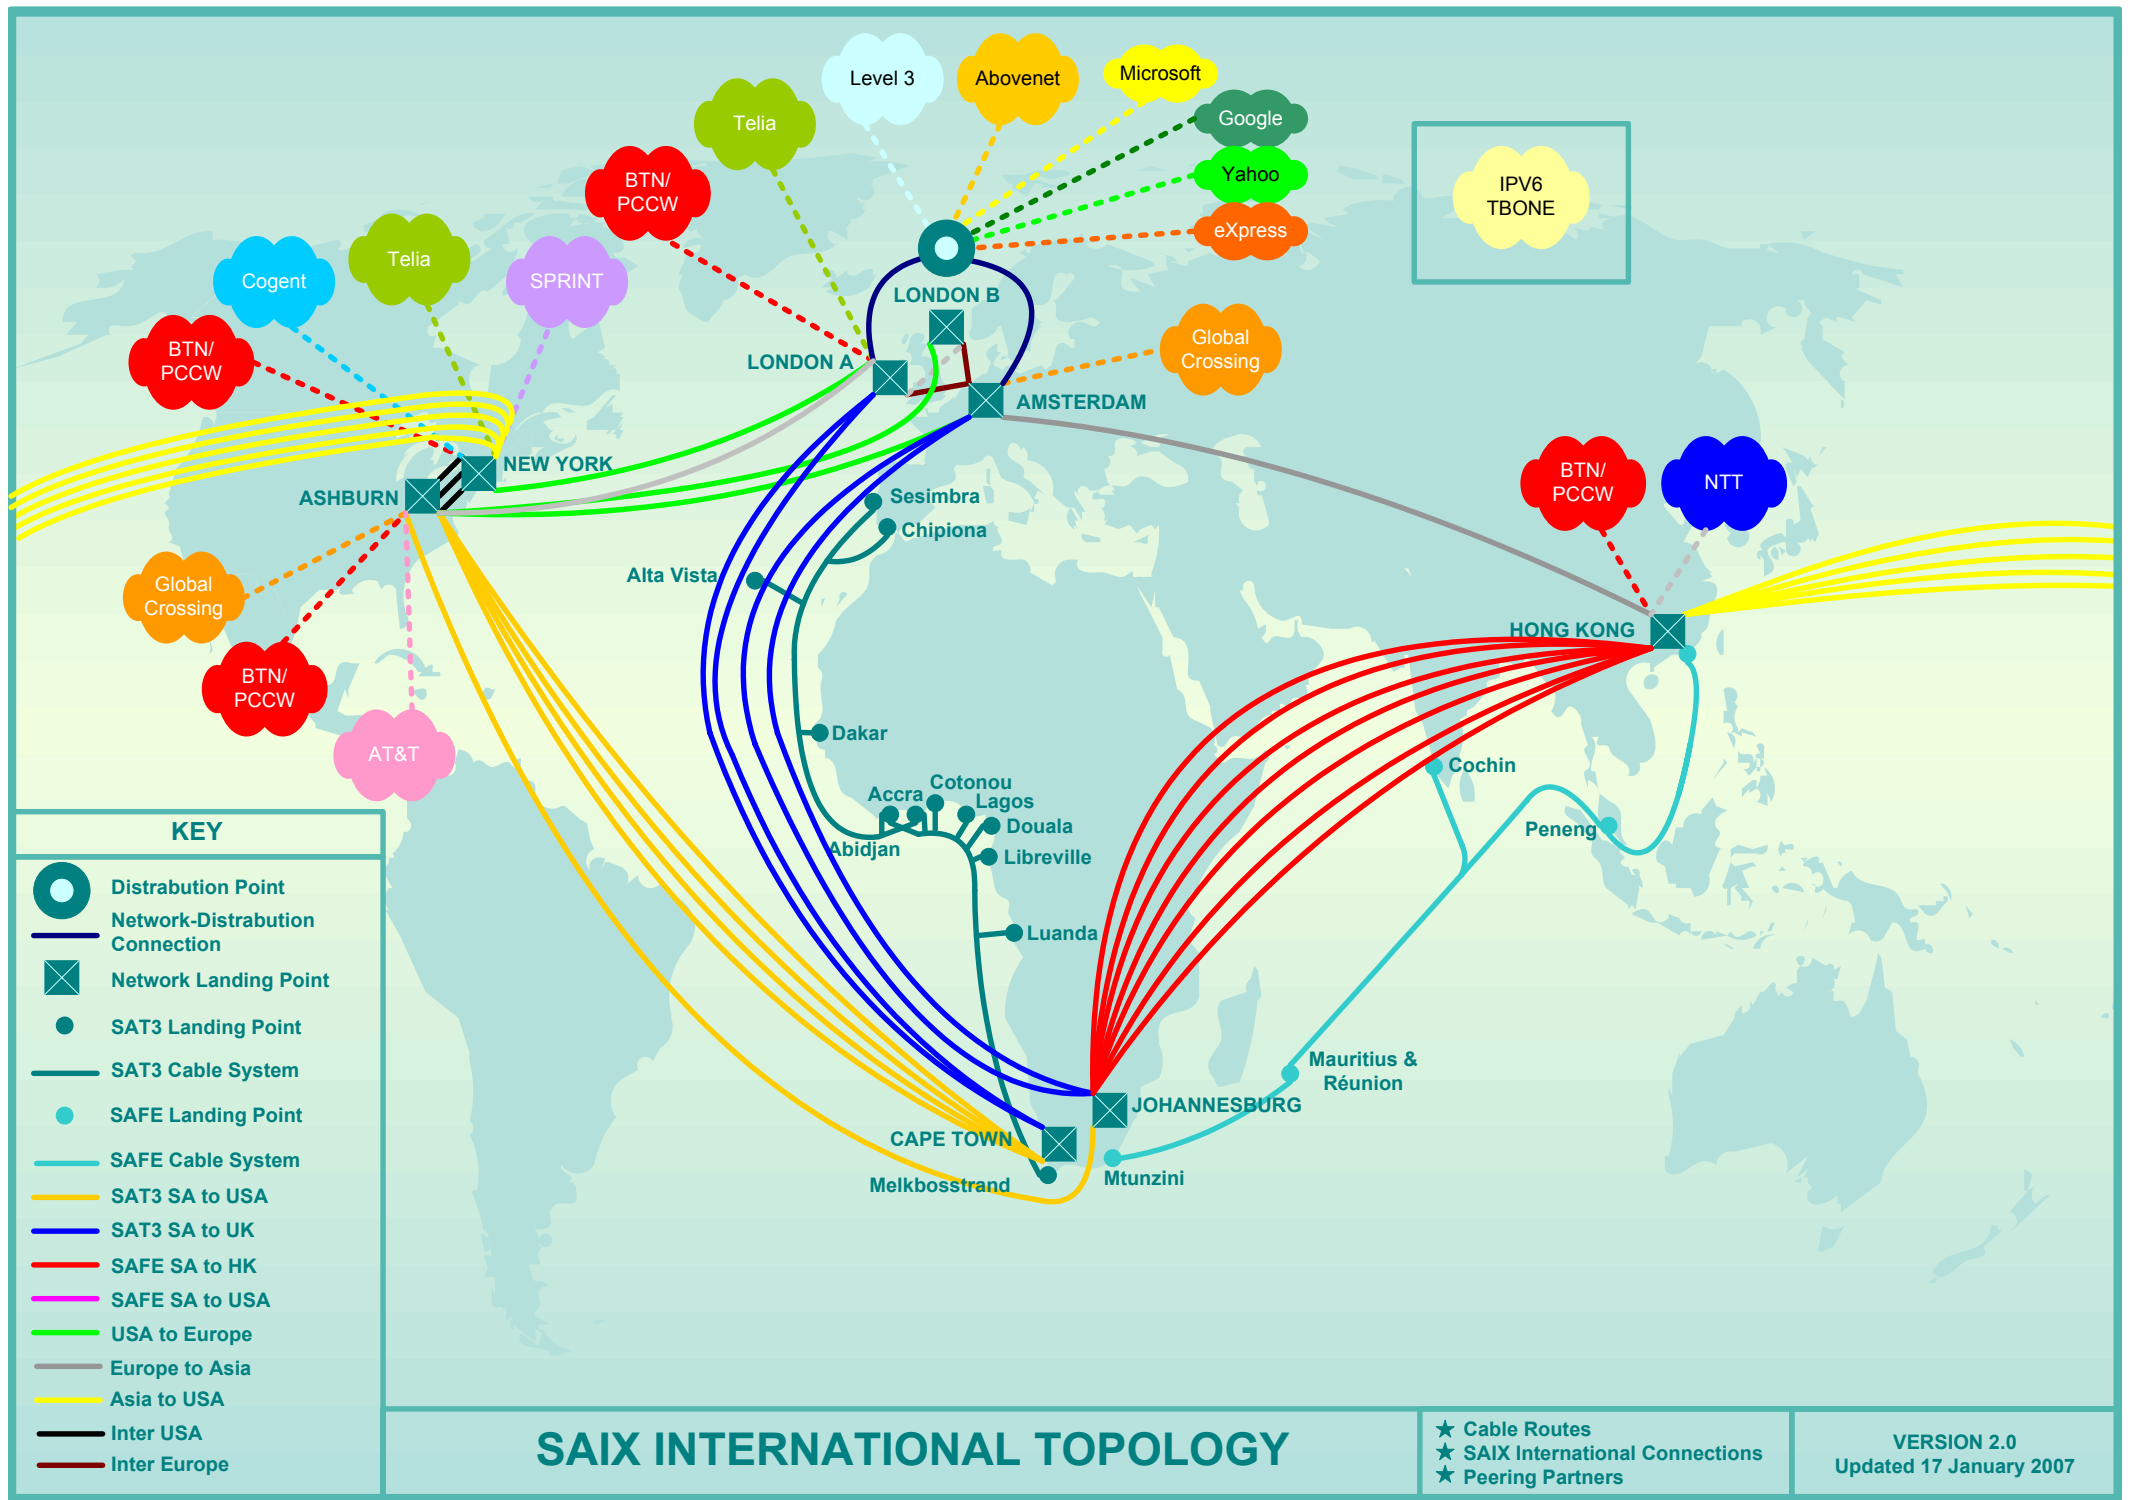 Level 3
Abovenet
Microsoft
Google
Yahoo
eXpress
Telia
BTN/
PCCW
IPV6
TBONE
Cogent
Telia
SPRINT
BTN/
PCCW
LONDON B
LONDON A
Global
Crossing
AMSTERDAM
NEW YORK
ASHBURN
BTN/
PCCW
NTT
Sesimbra
Chipiona
Alta Vista
Global
Crossing
BTN/
PCCW
AT&T
HONG KONG
Dakar
Cochin
Peneng
Cotonou
Accra
Lagos
Douala
Abidjan
Libreville
Luanda
Mauritius &
Réunion
JOHANNESBURG
CAPE TOWN
Melkbosstrand
Mtunzini
KEY
Distrabution Point
Network-Distrabution
Connection
Network Landing Point
SAT3 Landing Point
SAT3 Cable System
SAFE Landing Point
SAFE Cable System
SAT3 SA to USA
SAT3 SA to UK
SAFE SA to HK
SAFE SA to USA
USA to Europe
Europe to Asia
Asia to USA
Inter USA
Inter Europe
SAIX INTERNATIONAL TOPOLOGY
Cable Routes
SAIX International Connections
Peering Partners
VERSION 2.0
Updated 17 January 2007